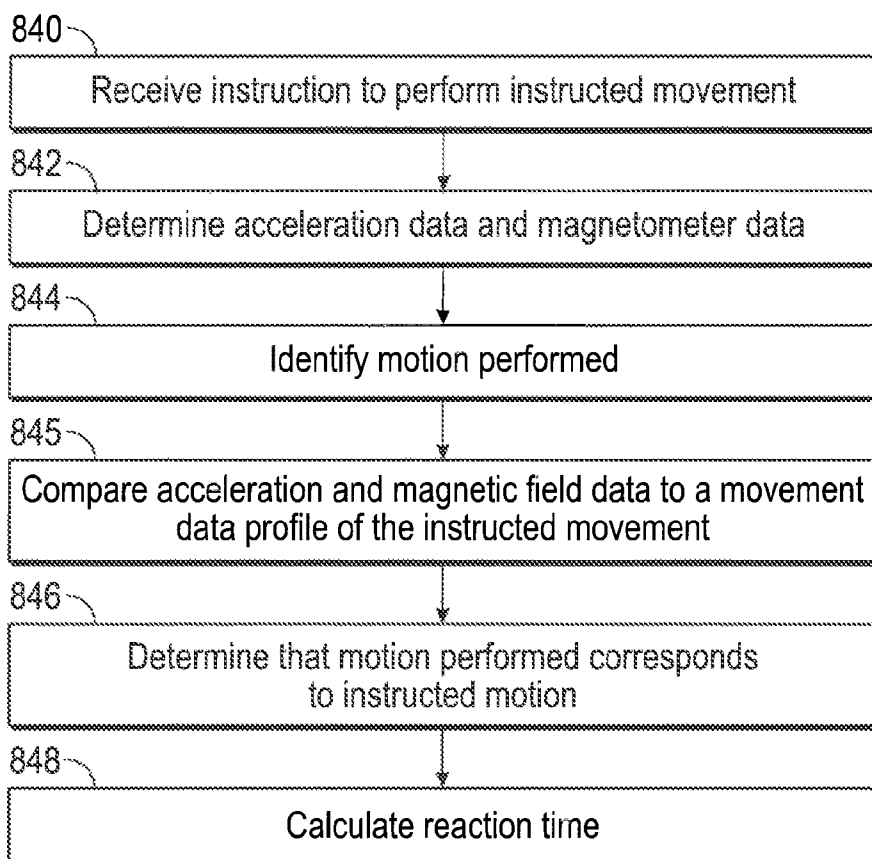 840
Receive instruction to perform instructed movement
842
Determine acceleration data and magnetometer data
844
Identify motion performed
845
Compare acceleration and magnetic field data to a movement
data profile of the instructed movement
846
Determine that motion performed corresponds
to instructed motion
848
Calculate reaction time